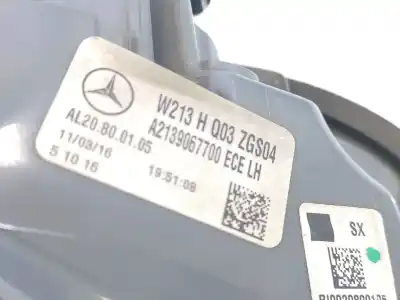 W213 H Q03 ZGS04
A2139067700 ECE LH
AL20.80.01.05
11/03/16 19:51:08
5 10 16
SX